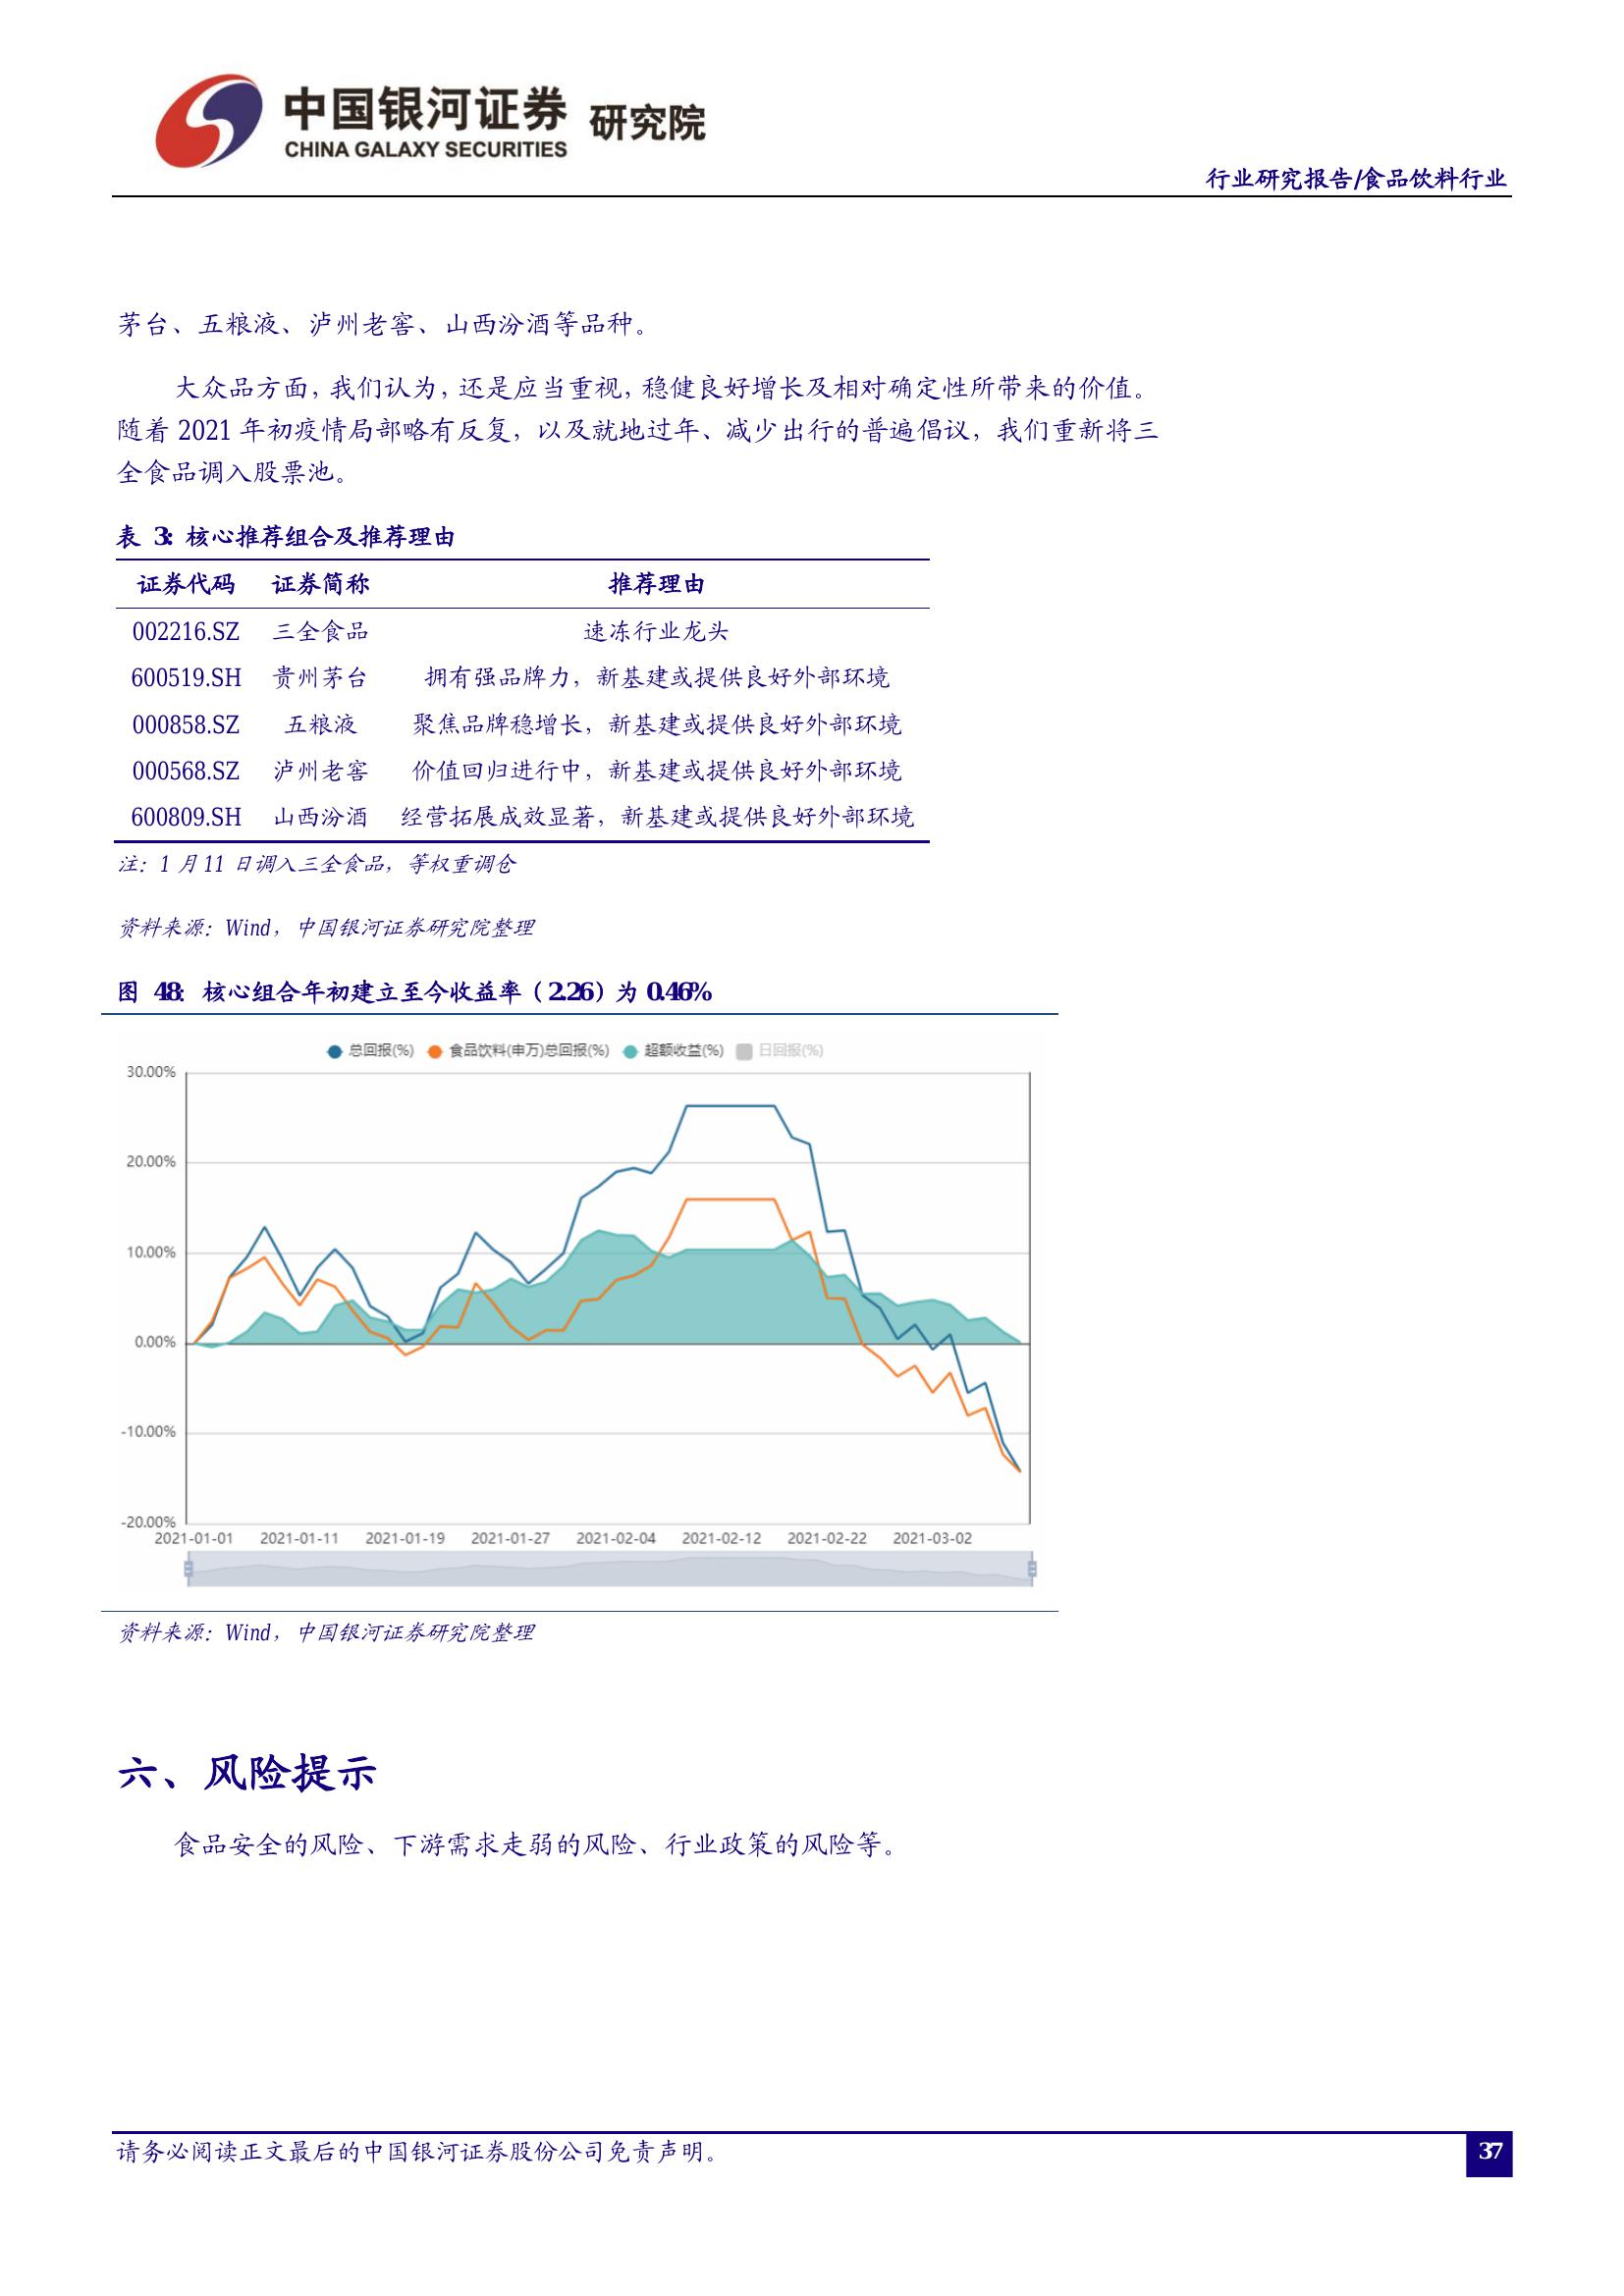 中国银河证券 研究院
CHINA GALAXY SECURITIES
行业研究报告/食品饮料行业
茅台、五粮液、泸州老窖、山西汾酒等品种。
大众品方面，我们认为，还是应当重视，稳健良好增长及相对确定性所带来的价值。
随着 2021 年初疫情局部略有反复，以及就地过年、减少出行的普遍倡议，我们重新将三
全食品调入股票池。
表 3: 核心推荐组合及推荐理由
证券代码 证券简称 推荐理由
002216.SZ 三全食品 速冻行业龙头
600519.SH 贵州茅台 拥有强品牌力，新基建或提供良好外部环境
000858.SZ 五粮液 聚焦品牌稳增长，新基建或提供良好外部环境
000568.SZ 泸州老窖 价值回归进行中，新基建或提供良好外部环境
600809.SH 山西汾酒 经营拓展成效显著，新基建或提供良好外部环境
注：1 月 11 日调入三全食品，等权重调仓
资料来源：Wind，中国银河证券研究院整理
图 48: 核心组合年初建立至今收益率（2.26）为 0.46%
总回报(%) 食品饮料(申万)总回报(%) 超额收益(%) 日回报(%)
30.00%
20.00%
10.00%
0.00%
-10.00%
-20.00%
2021-01-01 2021-01-11 2021-01-19 2021-01-27 2021-02-04 2021-02-12 2021-02-22 2021-03-02
资料来源：Wind，中国银河证券研究院整理
六、风险提示
食品安全的风险、下游需求走弱的风险、行业政策的风险等。
请务必阅读正文最后的中国银河证券股份公司免责声明。
37